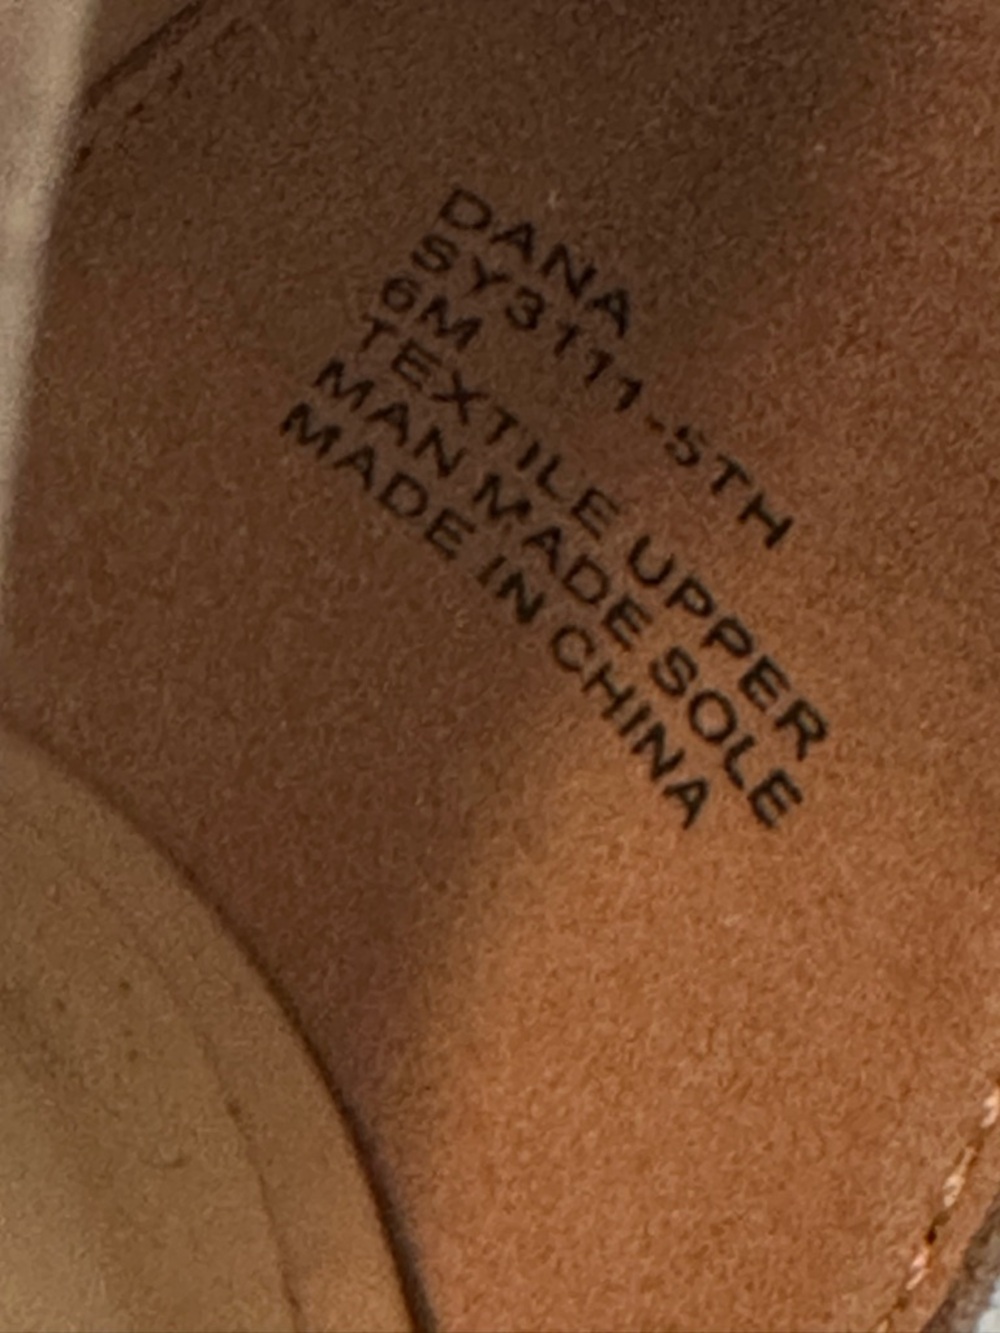 DANA
SY3111-5TH
6M
TEXTILE UPPER
MAN MADE SOLE
MADE IN CHINA